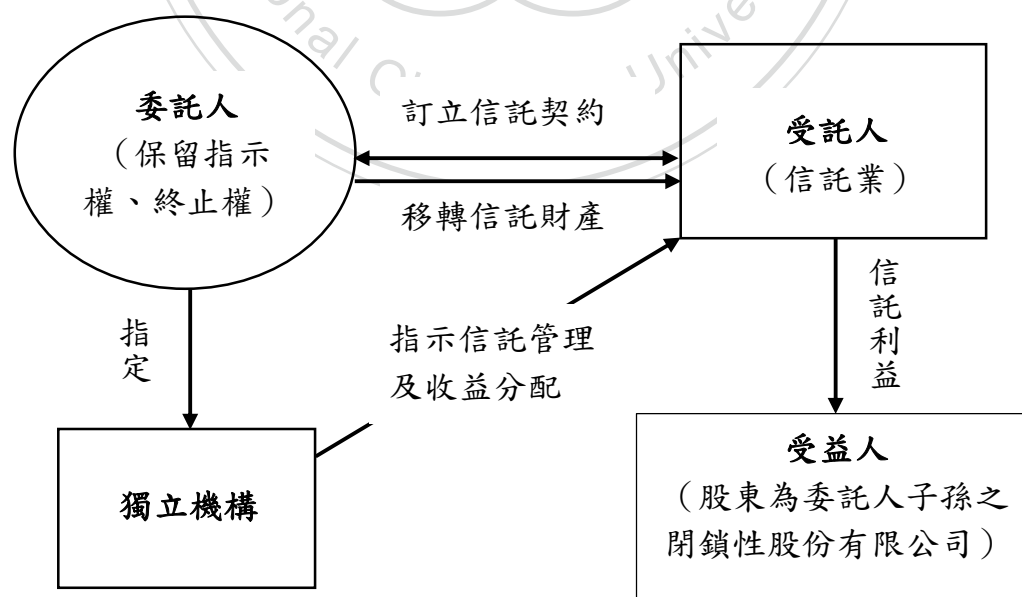 委託人
（保留指示
權、終止權）
訂立信託契約
移轉信託財產
受託人
（信託業）
指定
指示信託管理
及收益分配
信託利益
獨立機構
受益人
（股東為委託人子孫之
閉鎖性股份有限公司）